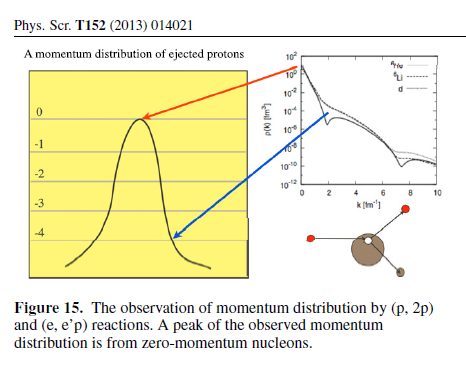 Phys. Scr. T152 (2013) 014021
A momentum distribution of ejected protons
0
-1
-2
-3
-4
10²
10⁰
10⁻²
10⁻⁴
10⁻⁶
10⁻⁸
10⁻¹⁰
10⁻¹²
ρ(k) [fm³]
⁶Li
d
0 2 4 6 8 10
k [fm⁻¹]
Figure 15. The observation of momentum distribution by (p, 2p)
and (e, e’p) reactions. A peak of the observed momentum
distribution is from zero-momentum nucleons.